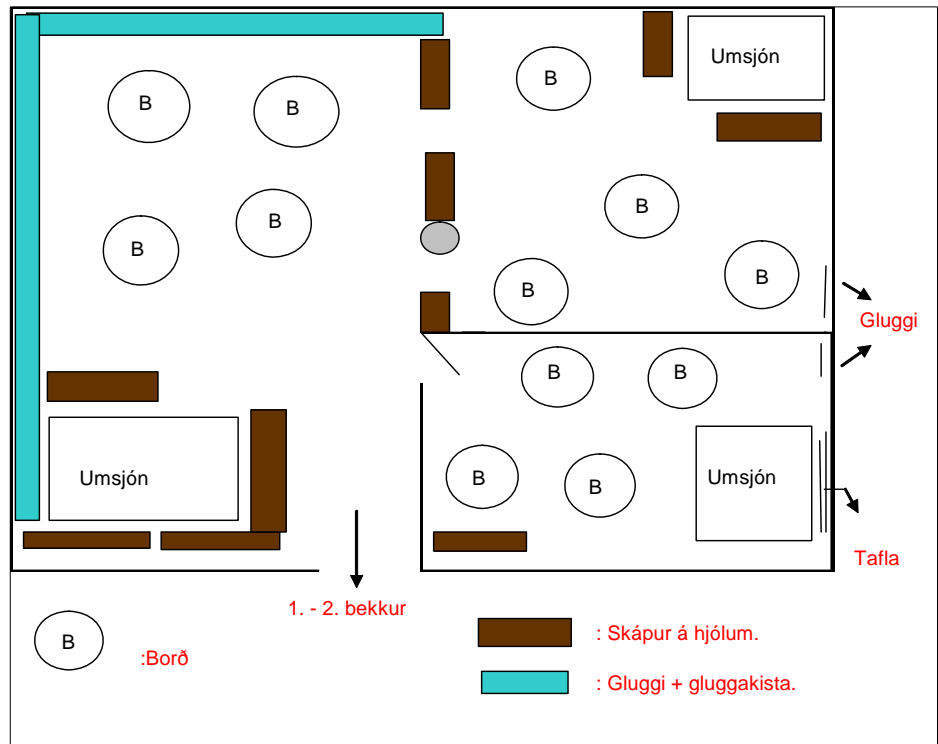 Umsjón
B
B
B
B
B
B
B
B
Gluggi
B
B
B
B
Umsjón
Umsjón
Tafla
1. - 2. bekkur
B
:Borð
: Skápur á hjólum.
: Gluggi + gluggakista.